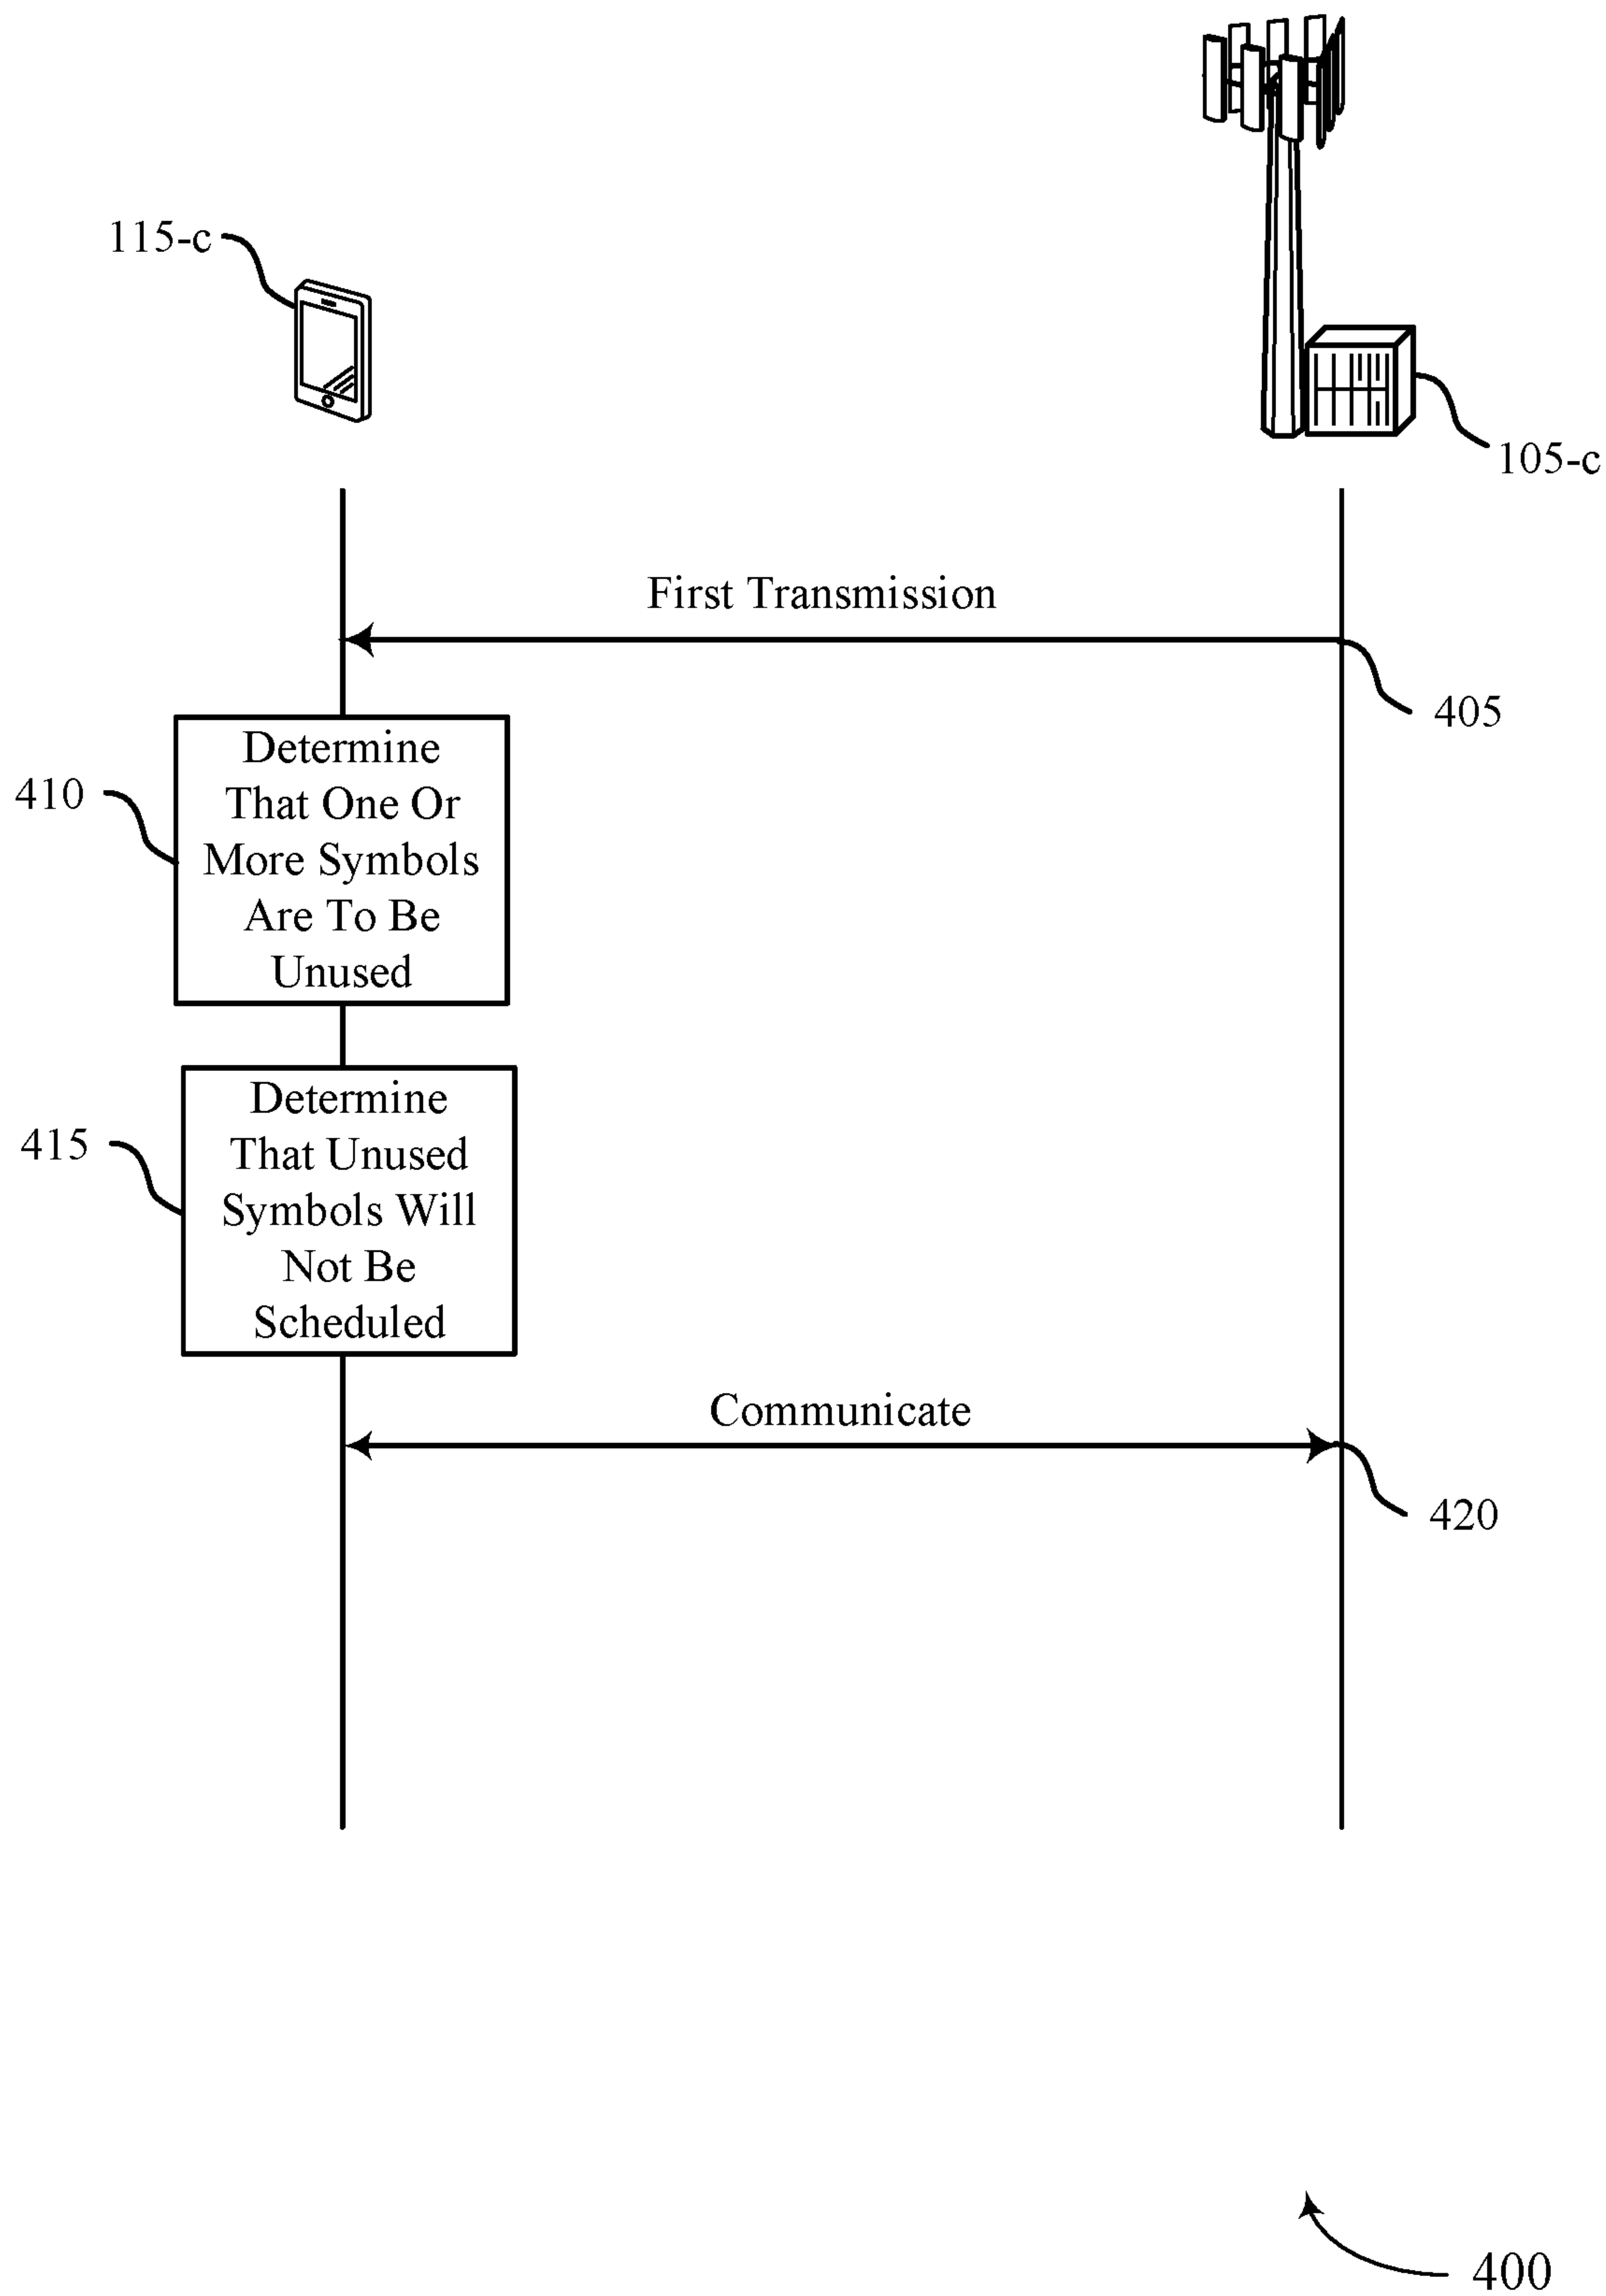 115-c
105-c
First Transmission
405
410
Determine
That One Or
More Symbols
Are To Be
Unused
415
Determine
That Unused
Symbols Will
Not Be
Scheduled
Communicate
420
400